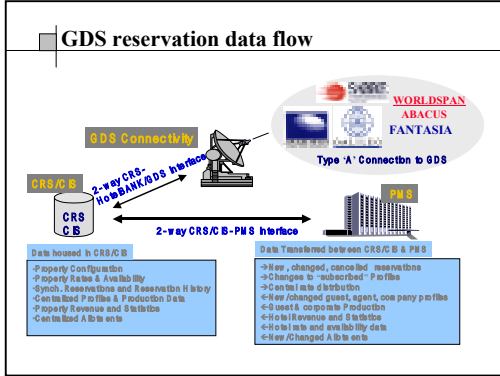 GDS reservation data flow
WORLDSPAN
ABACUS
FANTASIA
Type 'A' Connection to GDS
GDS Connectivity
2-way CRS-
HotelBANK/GDS Interface
CRS/CIS
CRS
CIS
PMS
2-way CRS/CIS-PMS Interface
Data housed in CRS/CIS
-Property Configuration
-Property Rates & Availability
-Synch. Reservations and Reservation History
-Centralized Profiles & Production Data
-Property Revenue and Statistics
-Centralized Allotments
Data Transferred between CRS/CIS & PMS
→New, changed, cancelled reservations
→Changes to "subscribed" Profiles
→Central rate distribution
←New/changed guest, agent, company profiles
←Guest & corporate Production
←Hotel Revenue and Statistics
←Hotel rate and availability data
←New/Changed Allotments